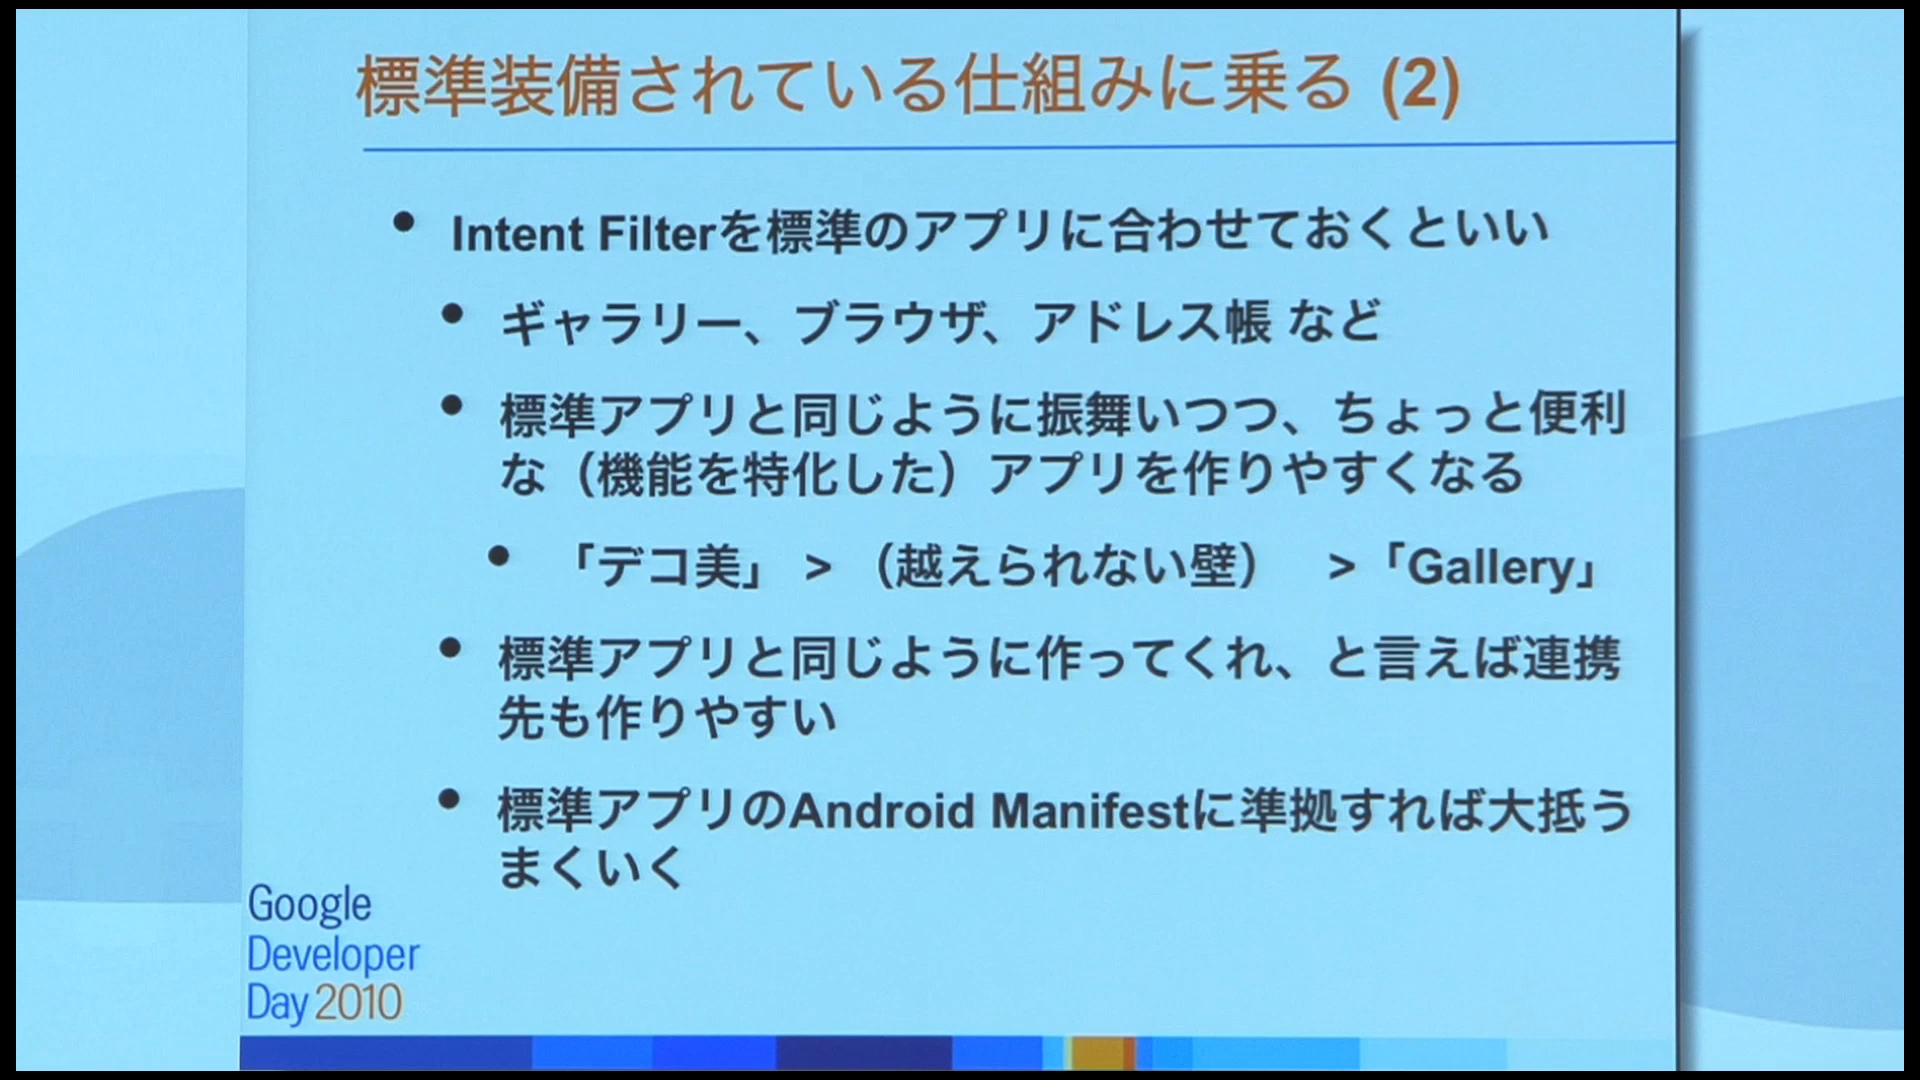 標準装備されている仕組みに乗る (2)
• Intent Filterを標準のアプリに合わせておくといい
• ギャラリー、ブラウザ、アドレス帳 など
• 標準アプリと同じように振舞いつつ、ちょっと便利
な（機能を特化した）アプリを作りやすくなる
• 「デコ美」 > （越えられない壁） >「Gallery」
• 標準アプリと同じように作ってくれ、と言えば連携
先も作りやすい
• 標準アプリのAndroid Manifestに準拠すれば大抵う
まくいく
Google
Developer
Day 2010